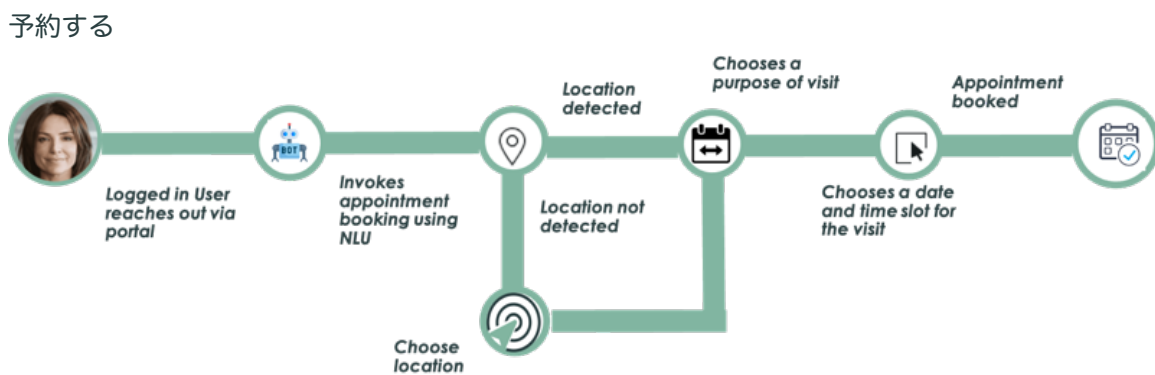 予約する
Logged in User
reaches out via
portal
BOT
Invokes
appointment
booking using
NLU
Location
detected
Location not
detected
Choose
location
Chooses a
purpose of visit
Chooses a date
and time slot for
the visit
Appointment
booked